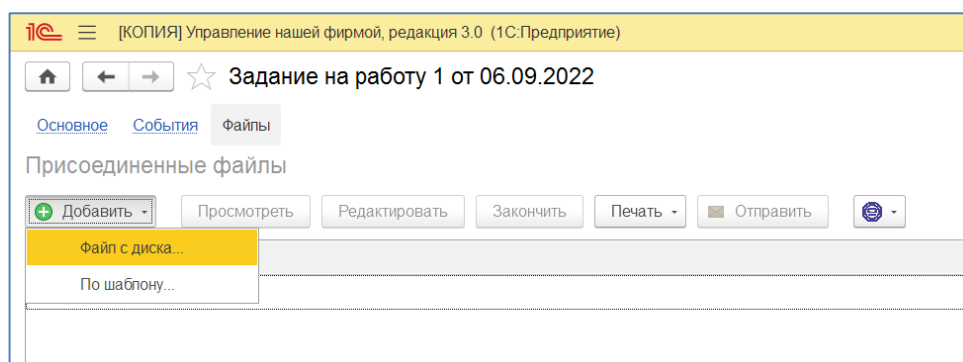 1С [КОПИЯ] Управление нашей фирмой, редакция 3.0 (1С:Предприятие)
Задание на работу 1 от 06.09.2022
Основное События Файлы
Присоединенные файлы
Добавить Просмотреть Редактировать Закончить Печать Отправить
Файл с диска...
По шаблону...